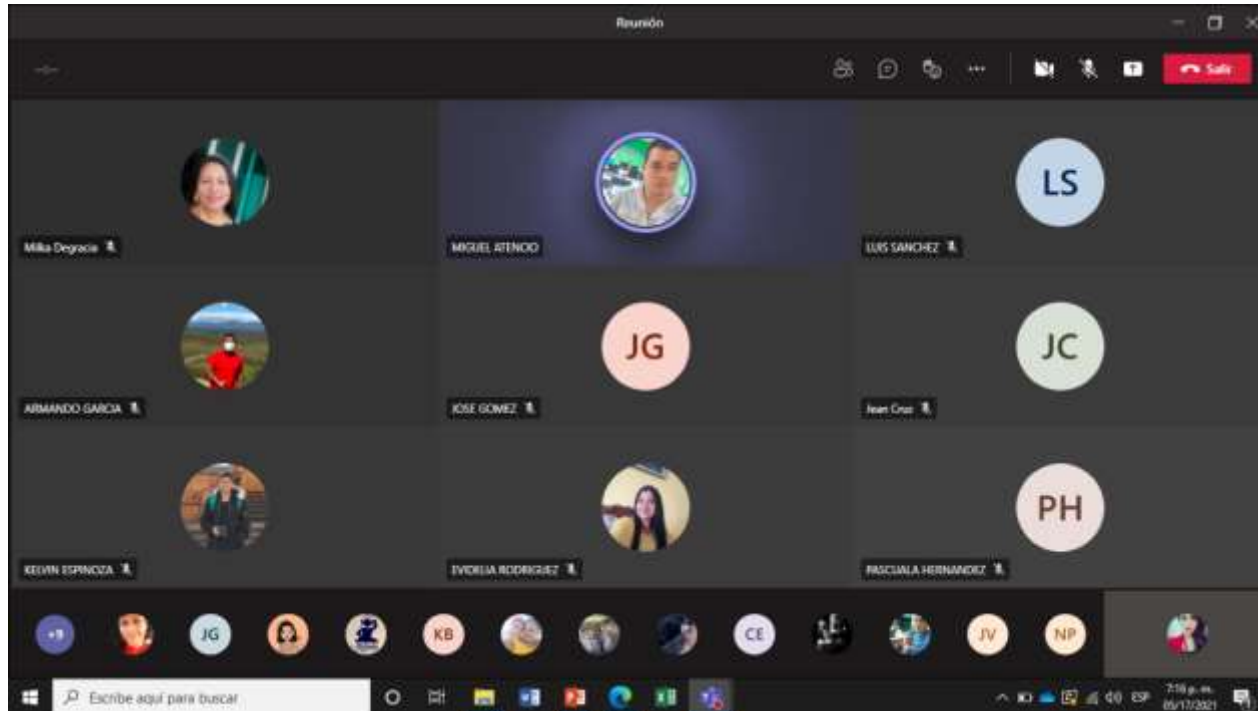 Reunión
Salir
LS
Milka Degracia
MIGUEL ATENCIO
LUIS SANCHEZ
JG
JC
ARMANDO GARCIA
JOSE GOMEZ
Jean Cruz
PH
KELVIN ESPINOZA
EVIDELIA RODRIGUEZ
PASCUALA HERNANDEZ
+9
JG
KB
CE
JV
NP
Escribe aquí para buscar
ESP
7:16 p. m.
05/17/2021